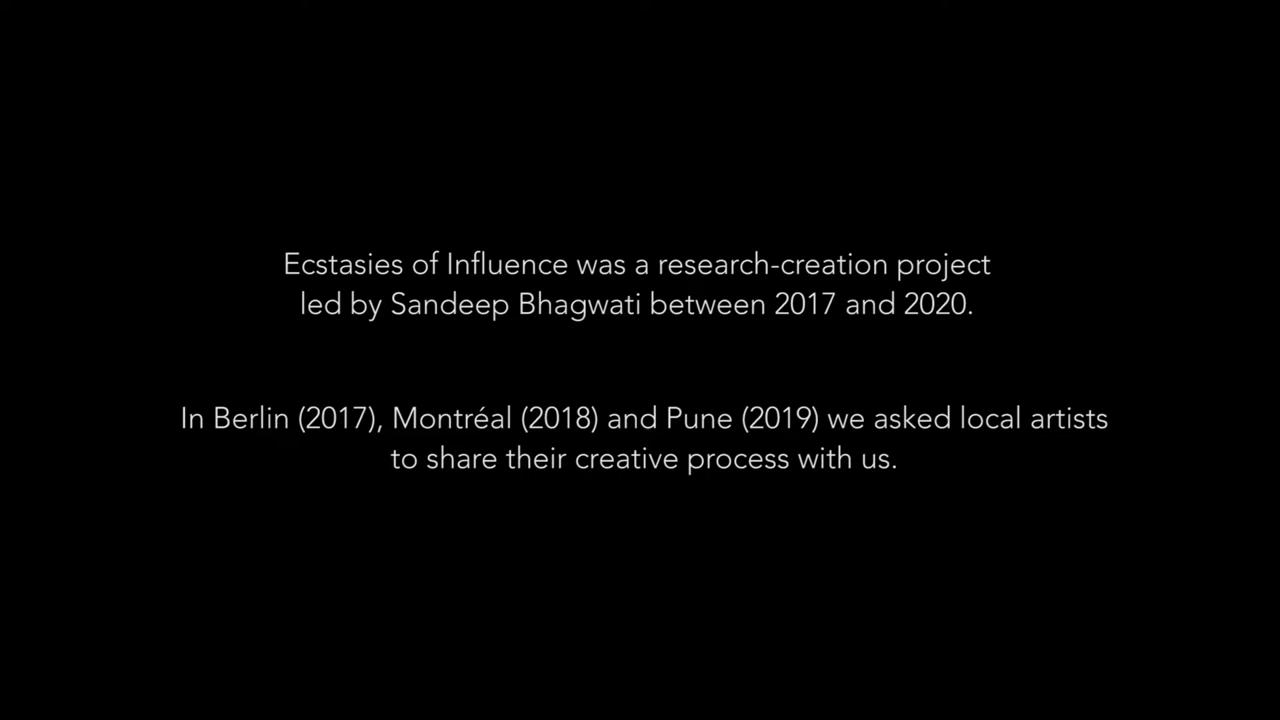 Ecstasies of Influence was a research-creation project
led by Sandeep Bhagwati between 2017 and 2020.
In Berlin (2017), Montréal (2018) and Pune (2019) we asked local artists
to share their creative process with us.